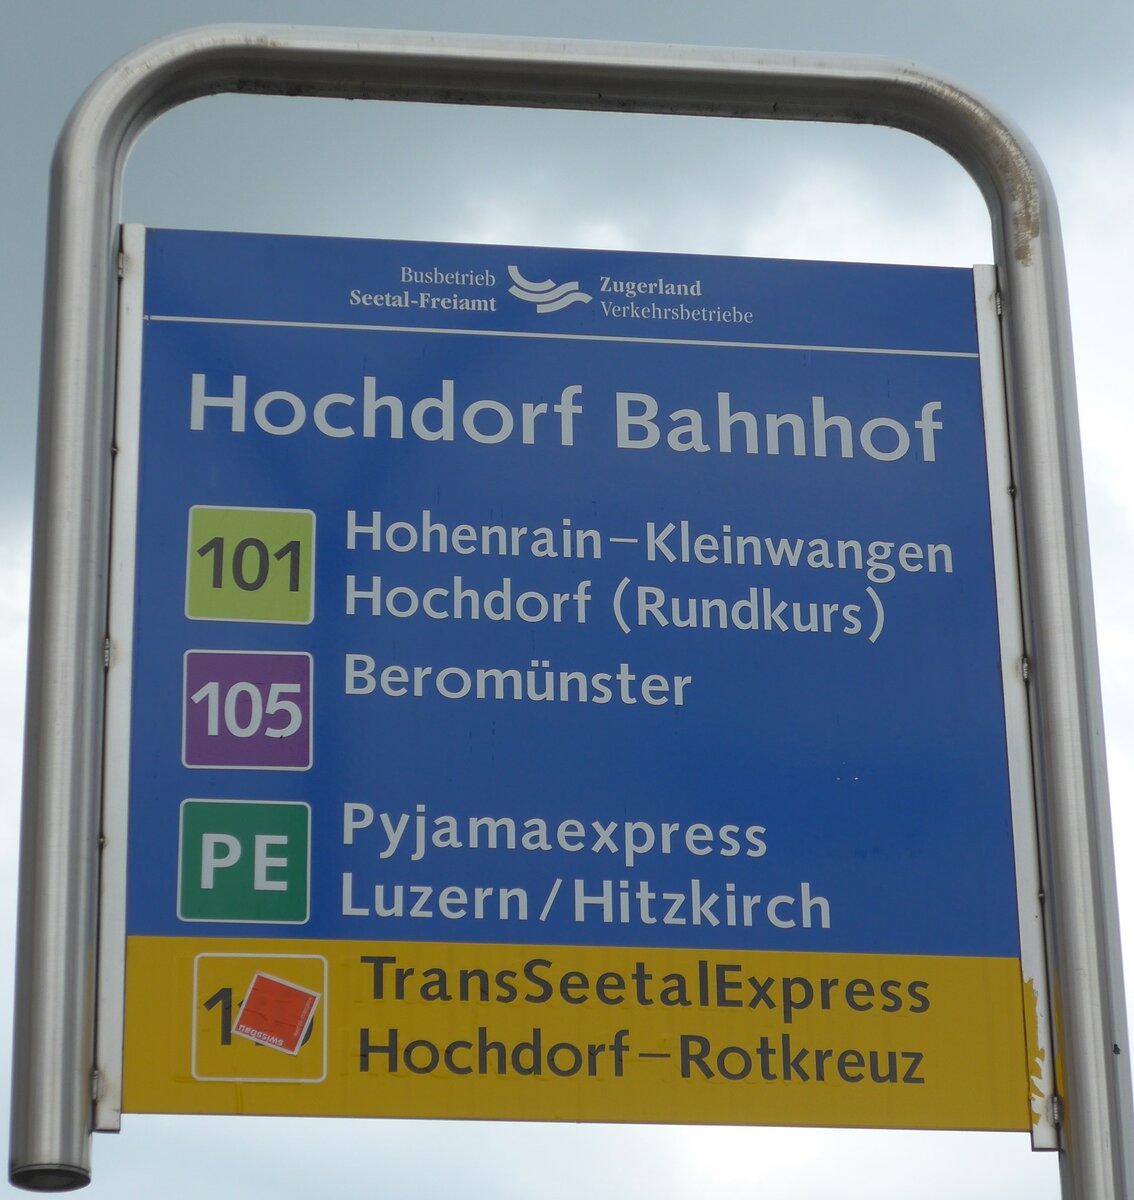 Busbetrieb
Seetal-Freiamt
Zugerland
Verkehrsbetriebe
Hochdorf Bahnhof
101 Hohenrain–Kleinwangen
Hochdorf (Rundkurs)
105 Beromünster
PE Pyjamaexpress
Luzern/Hitzkirch
TransSeetalExpress
Hochdorf–Rotkreuz
swissbau